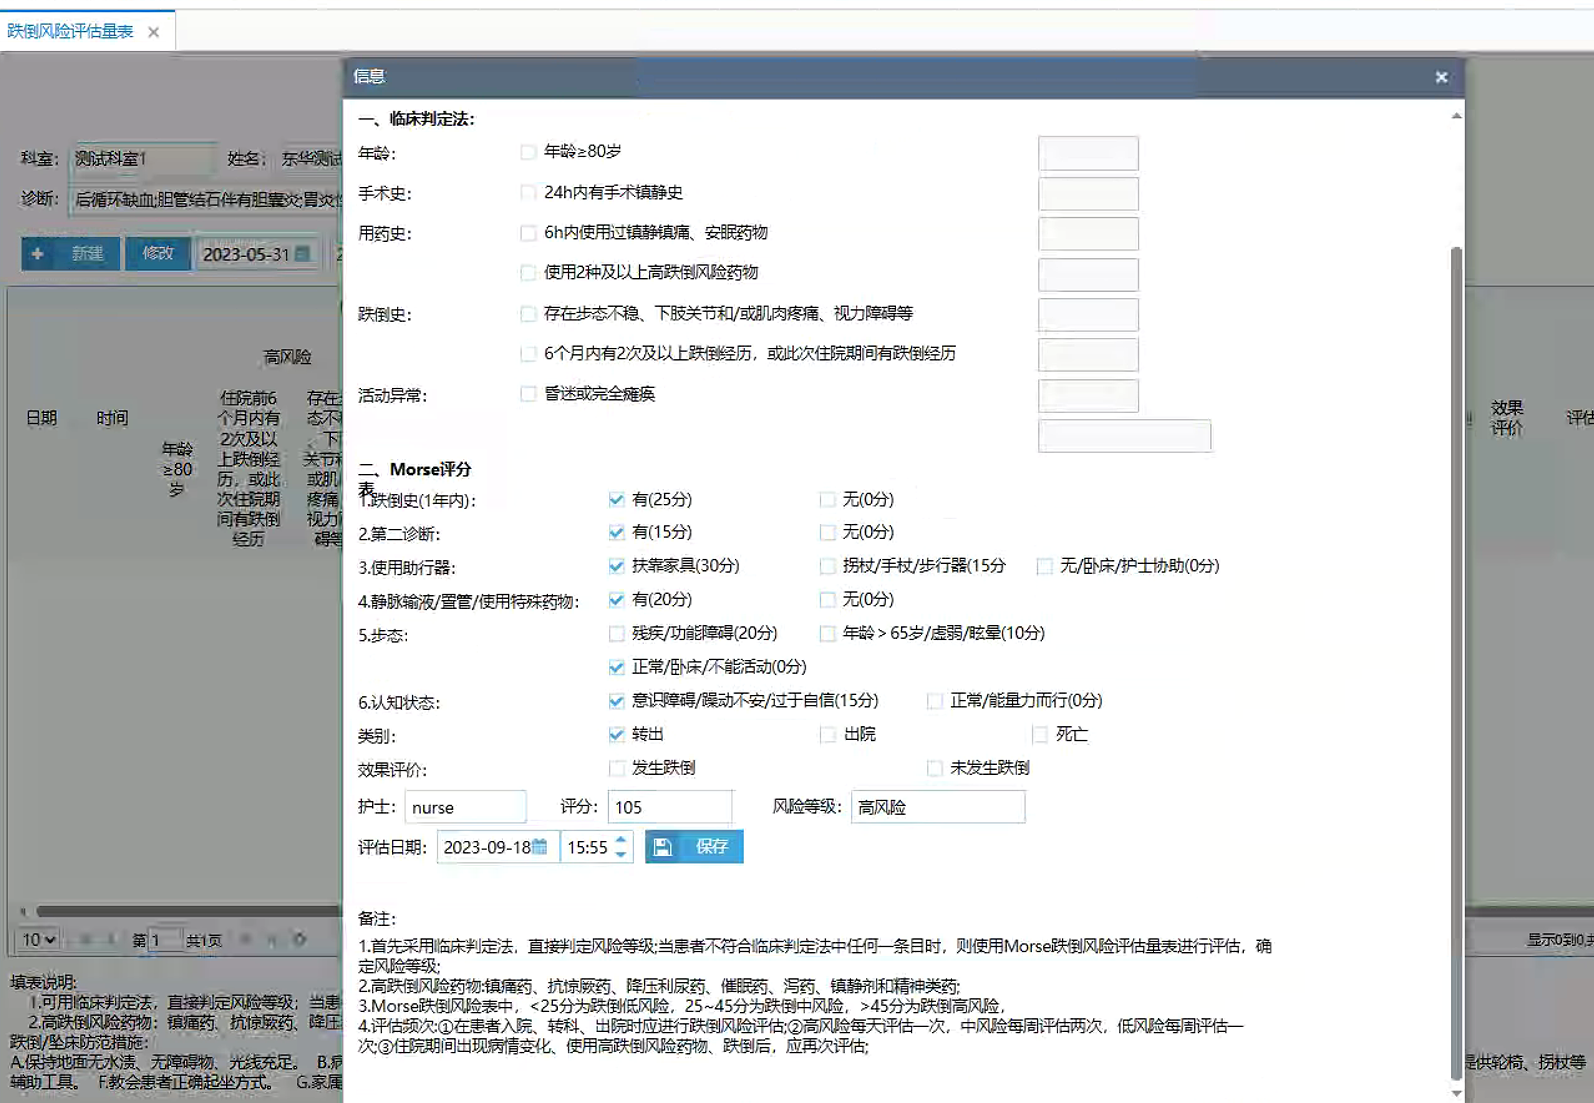 跌倒风险评估量表
信息
一、临床判定法:
年龄: 年龄≥80岁
手术史: 24h内有手术镇静史
用药史: 6h内使用过镇静镇痛、安眠药物
使用2种及以上高跌倒风险药物
跌倒史: 存在步态不稳、下肢关节和/或肌肉疼痛、视力障碍等
6个月内有2次及以上跌倒经历，或此次住院期间有跌倒经历
活动异常: 昏迷或完全瘫痪
二、Morse评分
表
1.跌倒史(1年内): 有(25分) 无(0分)
2.第二诊断: 有(15分) 无(0分)
3.使用助行器: 扶靠家具(30分) 拐杖/手杖/步行器(15分 无/卧床/护士协助(0分)
4.静脉输液/置管/使用特殊药物: 有(20分) 无(0分)
5.步态: 残疾/功能障碍(20分) 年龄＞65岁/虚弱/眩晕(10分)
正常/卧床/不能活动(0分)
6.认知状态: 意识障碍/躁动不安/过于自信(15分) 正常/能量力而行(0分)
类别: 转出 出院 死亡
效果评价: 发生跌倒 未发生跌倒
护士: nurse 评分: 105 风险等级: 高风险
评估日期: 2023-09-18 15:55 保存
备注:
1.首先采用临床判定法，直接判定风险等级;当患者不符合临床判定法中任何一条目时，则使用Morse跌倒风险评估量表进行评估，确
定风险等级;
2.高跌倒风险药物:镇痛药、抗惊厥药、降压利尿药、催眠药、泻药、镇静剂和精神类药;
3.Morse跌倒风险表中，<25分为跌倒低风险，25~45分为跌倒中风险，>45分为跌倒高风险，
4.评估频次:①在患者入院、转科、出院时应进行跌倒风险评估;②高风险每天评估一次，中风险每周评估两次，低风险每周评估一
次;③住院期间出现病情变化、使用高跌倒风险药物、跌倒后，应再次评估;
科室: 测试科室1 姓名: 东华测试
诊断: 后循环缺血;胆管结石伴有胆囊炎;胃炎
新建 修改 2023-05-31
高风险
日期 时间
年龄
≥80
岁
住院前6
个月内有
2次及以
上跌倒经
历，或此
次住院期
间有跌倒
经历
存在
态不
、下
关节和
或肌
疼痛
视力
碍等
效果
评价
评估
10 第 1 共1页
显示0到0,共
填表说明:
1.可用临床判定法，直接判定风险等级；当患
2.高跌倒风险药物：镇痛药、抗惊厥药、降压
跌倒/坠床防范措施:
A.保持地面无水渍、无障碍物、光线充足。 B.病
提供轮椅、拐杖等
辅助工具。 F.教会患者正确起坐方式。 G.家属